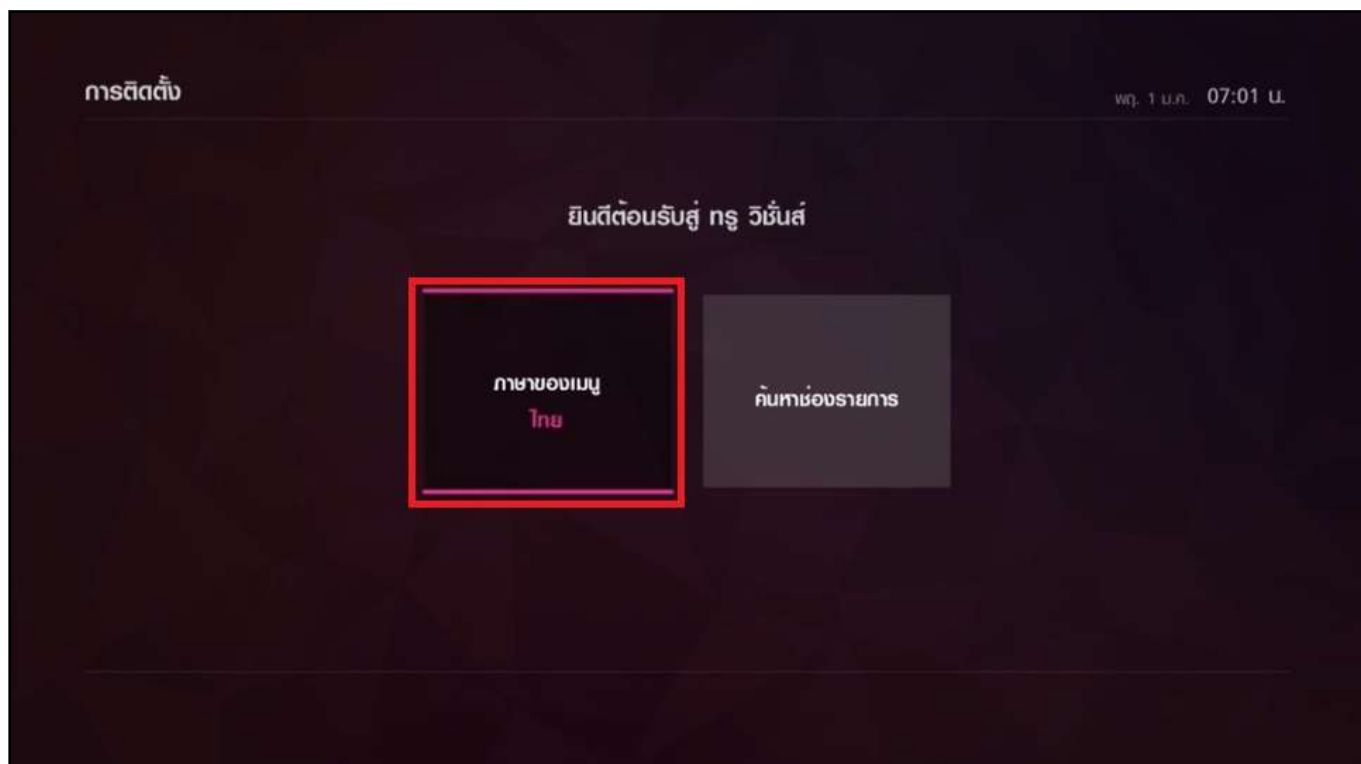 การติดตั้ง
พฤ. 1 ม.ค. 07:01 น.
ยินดีต้อนรับสู่ ทรู วิชั่นส์
ภาษาของเมนู
ไทย
ค้นหาช่องรายการ